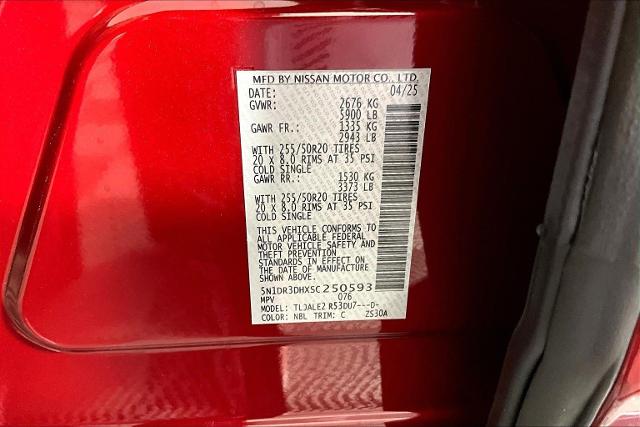 MFD BY NISSAN MOTOR CO., LTD.
DATE: 04/25
GVWR: 2676 KG
5900 LB
GAWR FR.: 1335 KG
2943 LB
WITH 255/50R20 TIRES
20 x 8.0 RIMS AT 35 PSI
COLD SINGLE
GAWR RR.: 1530 KG
3373 LB
WITH 255/50R20 TIRES
20 x 8.0 RIMS AT 35 PSI
COLD SINGLE
THIS VEHICLE CONFORMS TO
ALL APPLICABLE FEDERAL
MOTOR VEHICLE SAFETY AND
THEFT PREVENTION
STANDARDS IN EFFECT ON
THE DATE OF MANUFACTURE
SHOWN ABOVE.
5N1DR3DHXSC250593
MPV 076
MODEL: TLJALE2 R53DU7---D-
COLOR: NBL TRIM: C ZS30A